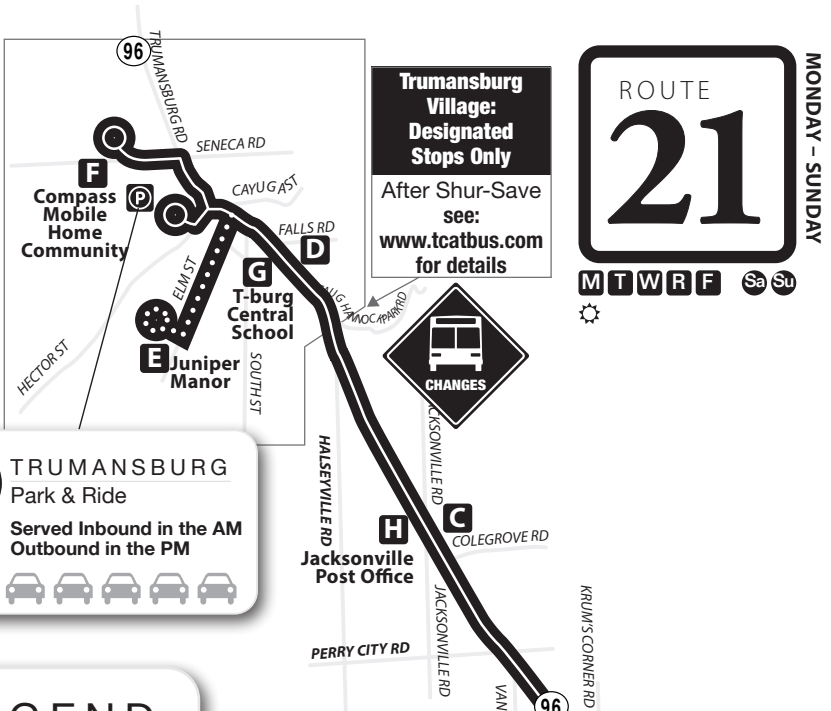 96
TRUMANSBURG RD
SENECA RD
CAYUGA ST
FALLS RD
F
Compass
Mobile
Home
Community
P
D
G
T-burg
Central
School
ELM ST
E
Juniper
Manor
HECTOR ST
SOUTH ST
Trumansburg
Village:
Designated
Stops Only
After Shur-Save
see:
www.tcatbus.com
for details
ROUTE
21
MONDAY – SUNDAY
M T W R F Sa Su
CHANGES
TRUMANSBURG
Park & Ride
Served Inbound in the AM
Outbound in the PM
HALSEYVILLE RD
CKSONVILLE RD
H
C
COLEGROVE RD
Jacksonville
Post Office
JACKSONVILLE RD
PERRY CITY RD
KRUM'S CORNER RD
VAN
96
GEND